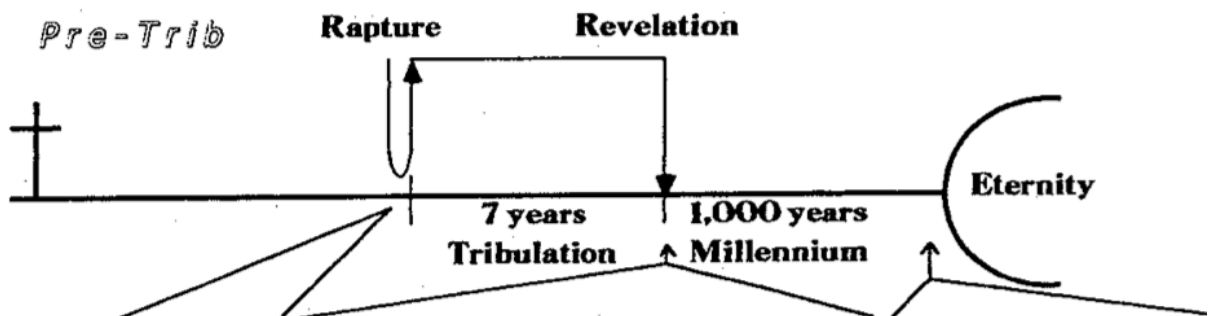 Pre-Trib
Rapture
Revelation
Eternity
7 years
1,000 years
Tribulation
Millennium